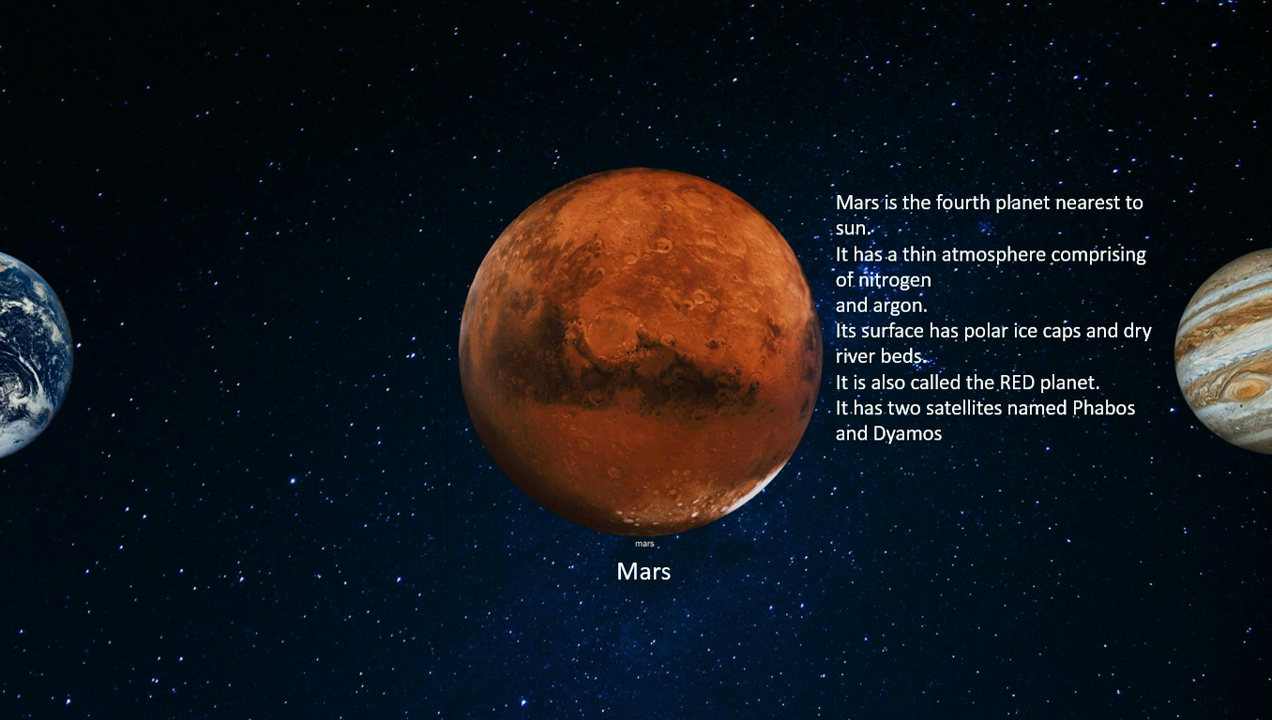 Mars is the fourth planet nearest to
sun.
It has a thin atmosphere comprising
of nitrogen
and argon.
Its surface has polar ice caps and dry
river beds.
It is also called the RED planet.
It has two satellites named Phabos
and Dyamos
mars
Mars